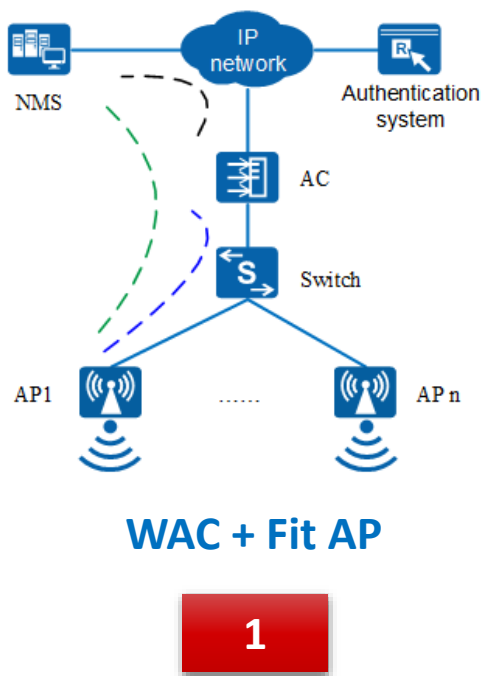 IP
network
NMS
R
Authentication
system
AC
S
Switch
AP1
......
AP n
WAC + Fit AP
1